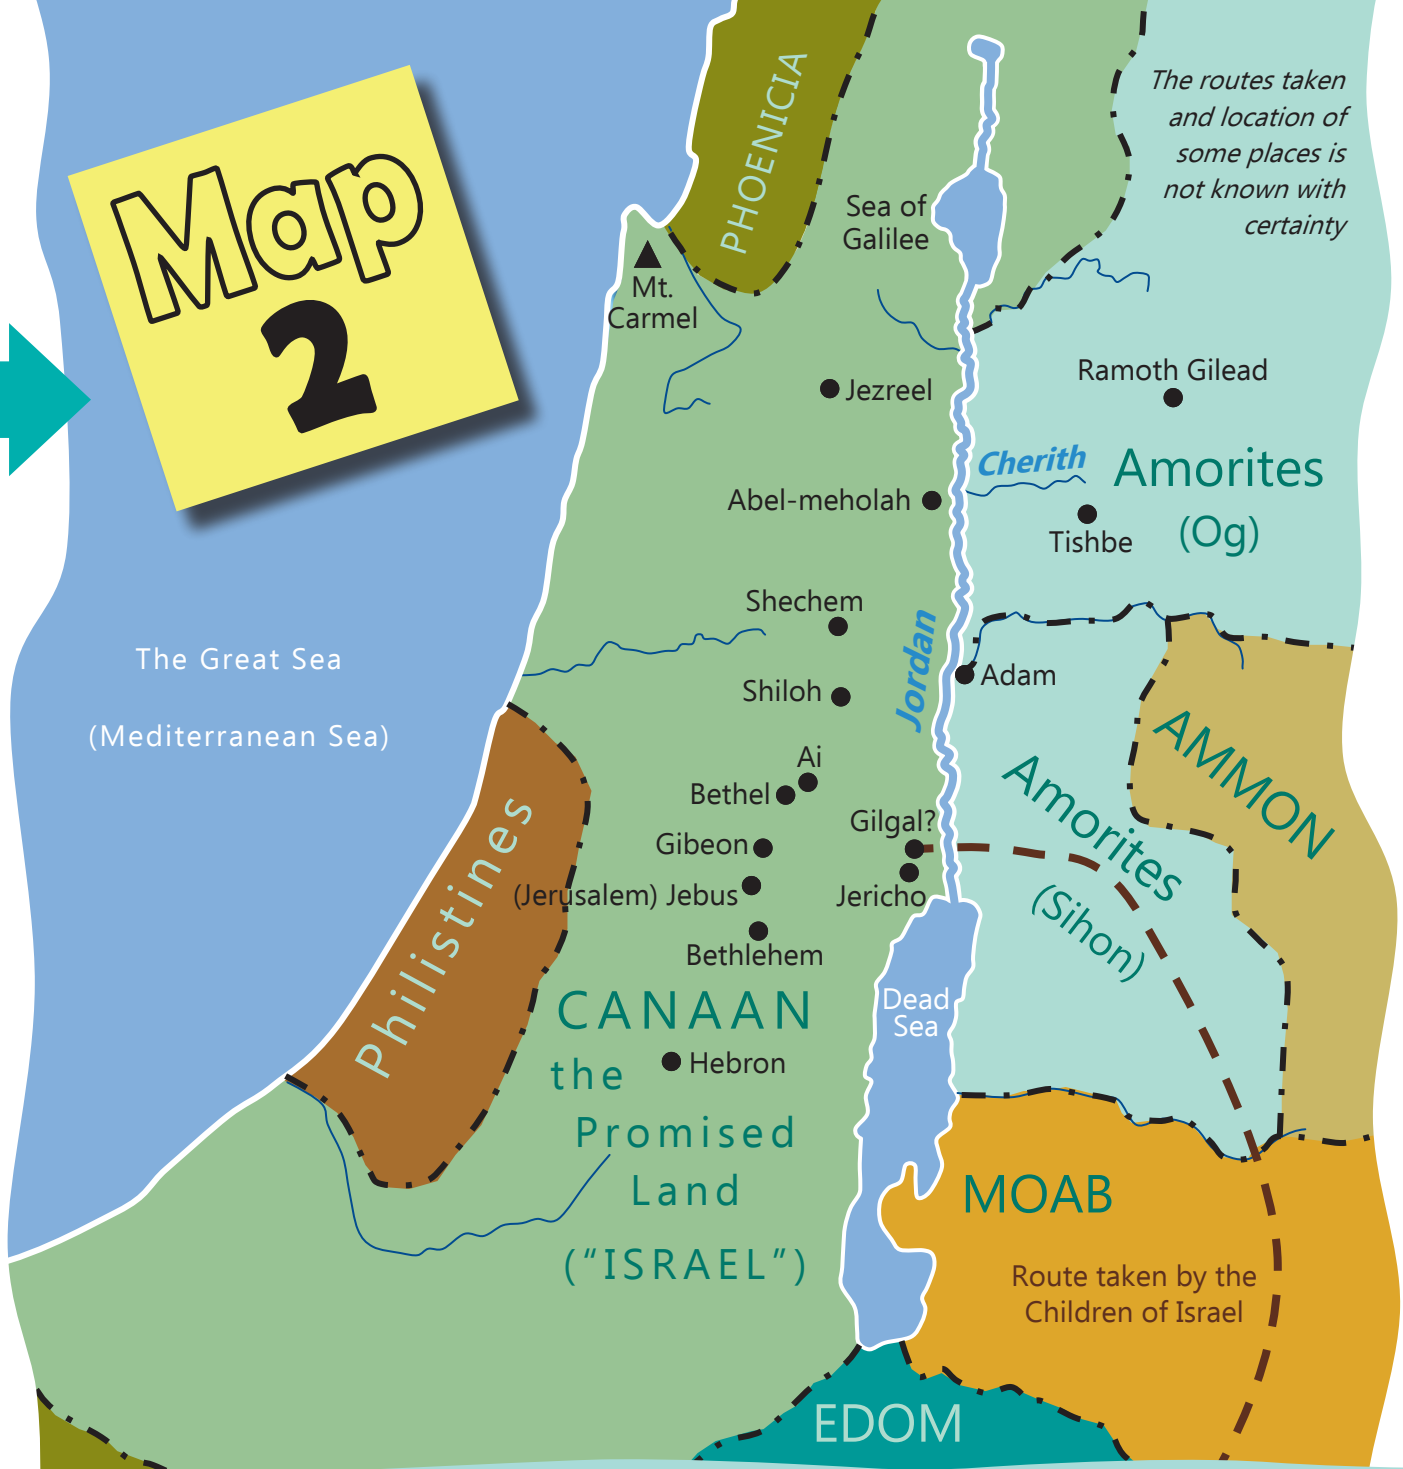 Map
2
PHOENICIA
The routes taken
and location of
some places is
not known with
certainty
Sea of
Galilee
Mt.
Carmel
Jezreel
Ramoth Gilead
Cherith
Amorites
(Og)
Abel-meholah
Tishbe
Shechem
Jordan
The Great Sea
(Mediterranean Sea)
Adam
Shiloh
AMMON
Ai
Bethel
Amorites
(Sihon)
Philistines
Gilgal?
Gibeon
(Jerusalem) Jebus
Jericho
Bethlehem
CANAAN
Dead
Sea
Hebron
the
Promised
Land
("ISRAEL")
MOAB
Route taken by the
Children of Israel
EDOM